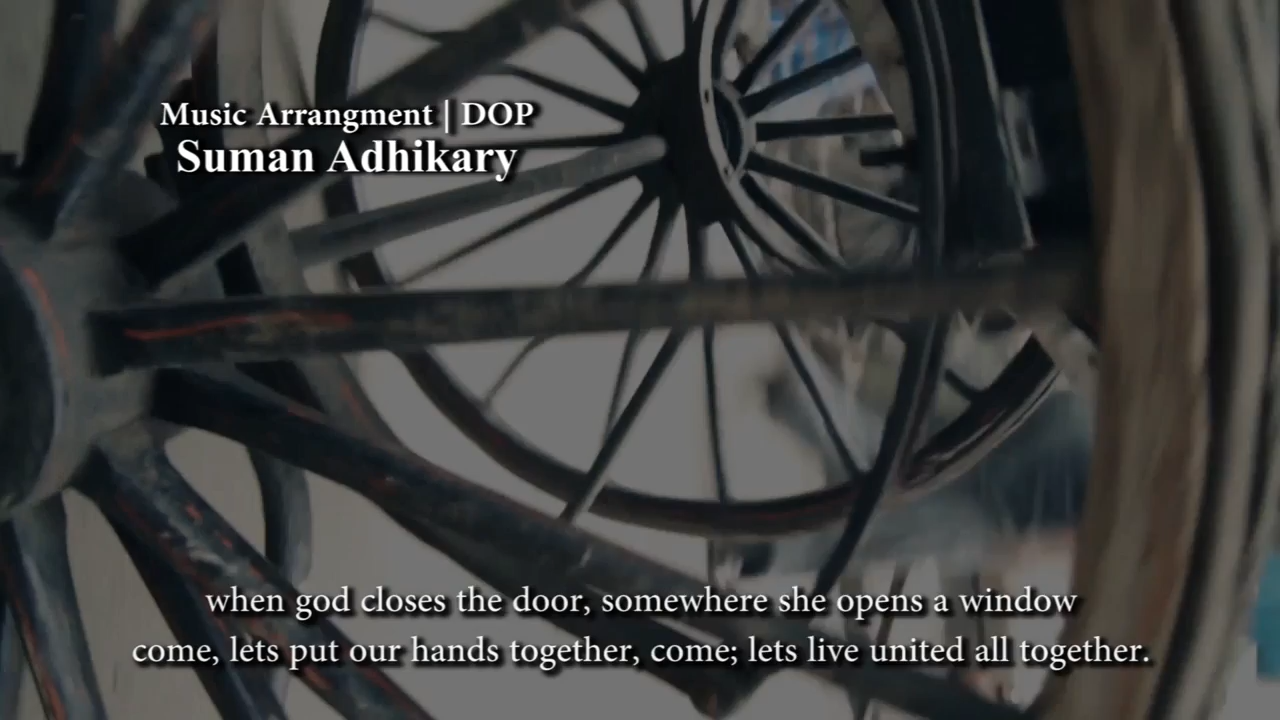 Music Arrangment | DOP
Suman Adhikary
when god closes the door, somewhere she opens a window
come, lets put our hands together, come; lets live united all together.